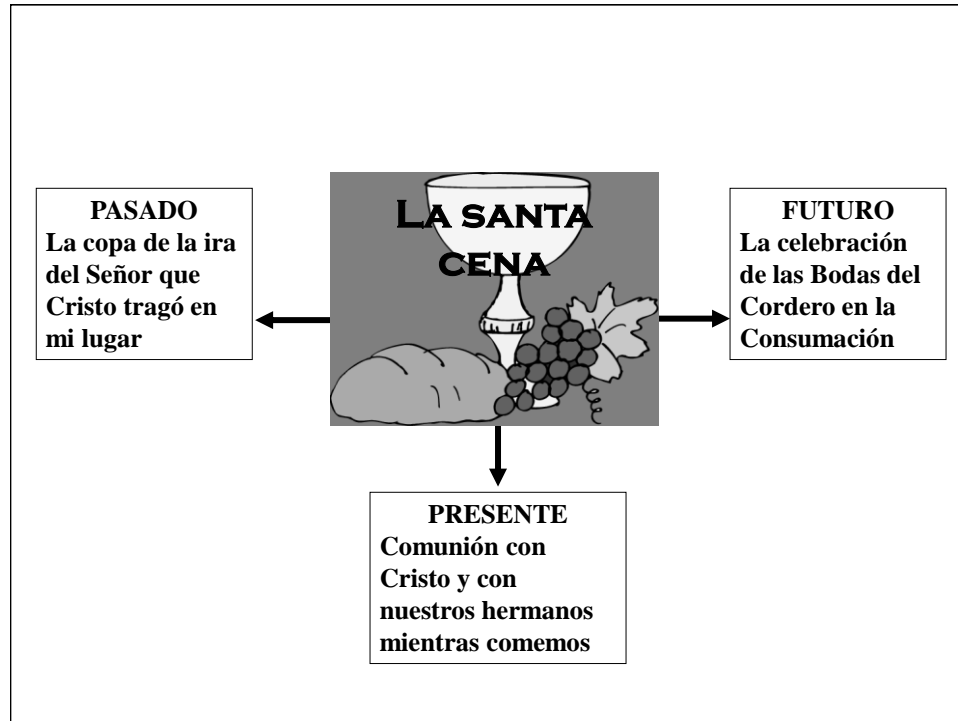 LA SANTA
CENA
PASADO
La copa de la ira
del Señor que
Cristo tragó en
mi lugar
FUTURO
La celebración
de las Bodas del
Cordero en la
Consumación
PRESENTE
Comunión con
Cristo y con
nuestros hermanos
mientras comemos